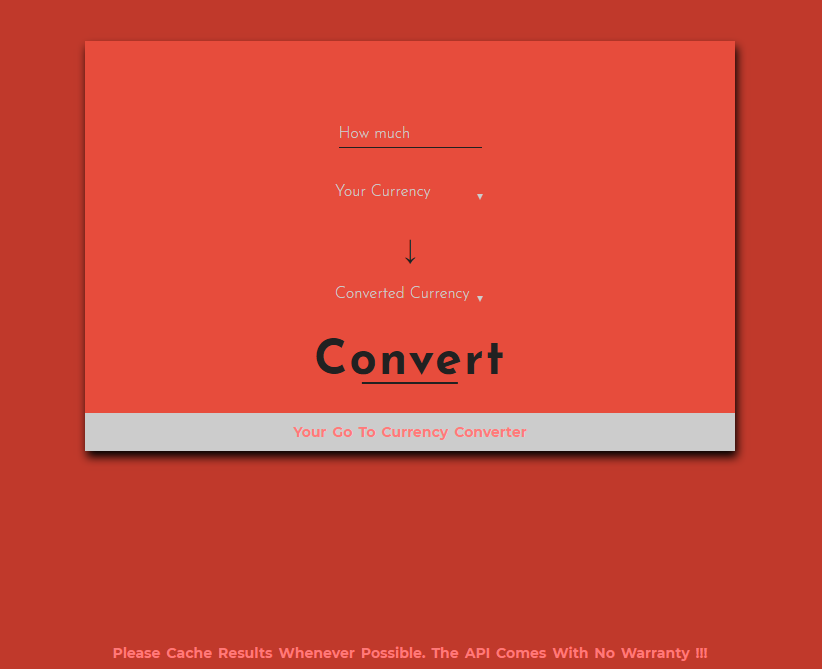 How much
Your Currency
Converted Currency
Convert
Your Go To Currency Converter
Please Cache Results Whenever Possible. The API Comes With No Warranty !!!